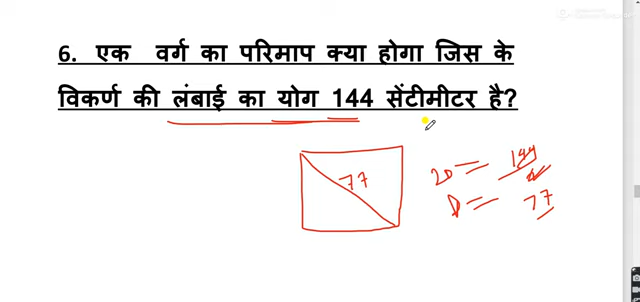 6. एक वर्ग का परिमाप क्या होगा जिस के
विकर्ण की लंबाई का योग 144 सेंटीमीटर है?
77
2D = 144
D = 77